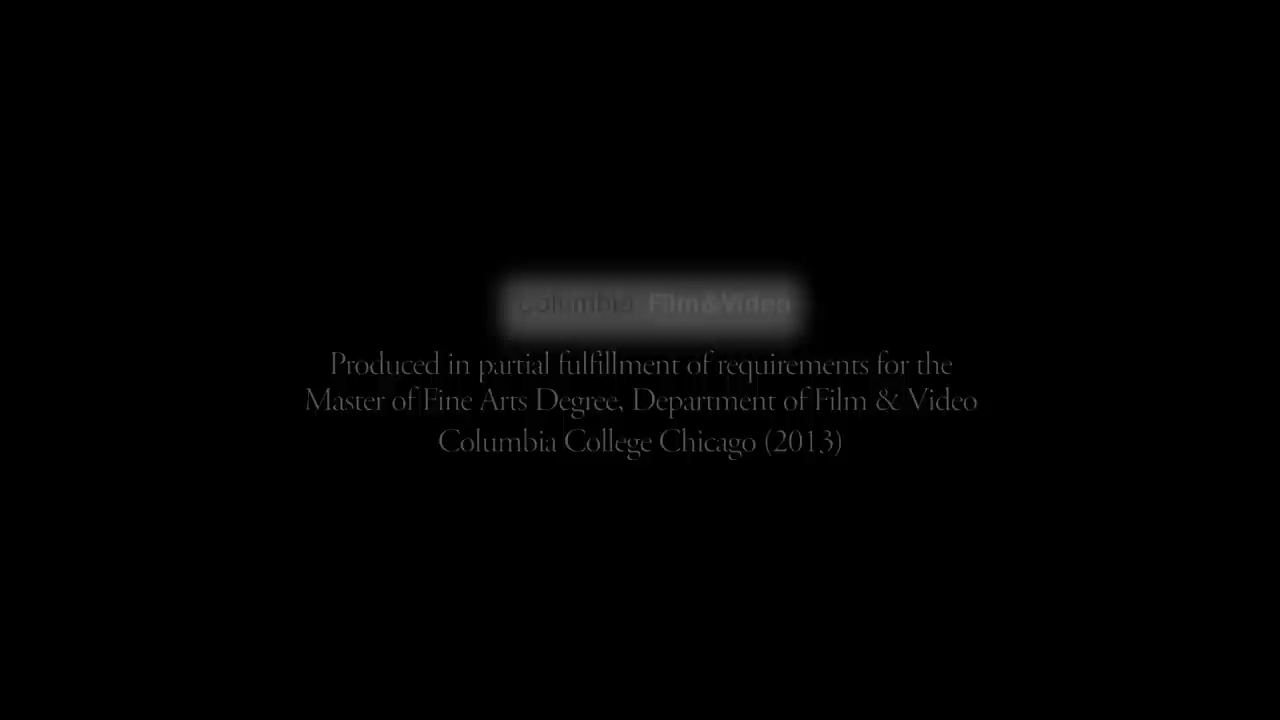 Columbia Film&Video
Produced in partial fulfillment of requirements for the
Master of Fine Arts Degree, Department of Film & Video
Columbia College Chicago (2013)